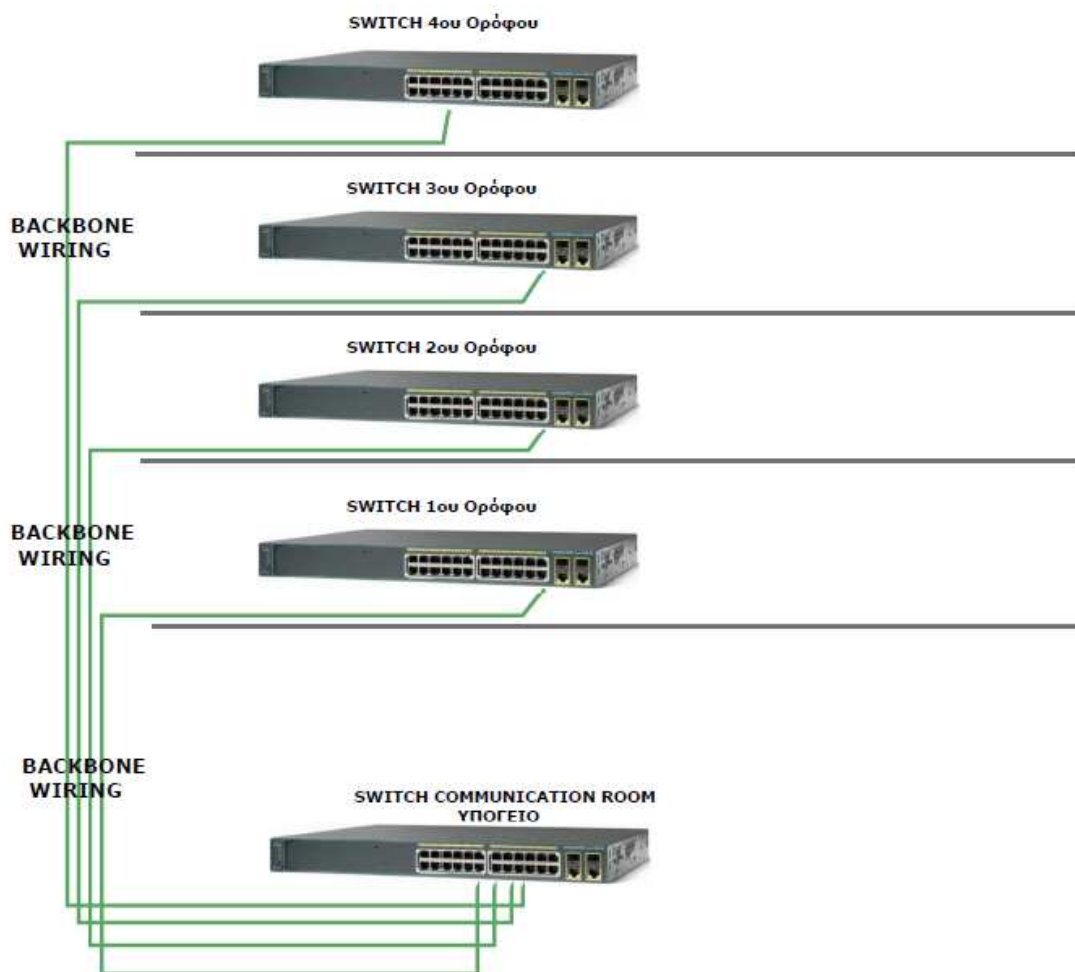 SWITCH 4ου Ορόφου
SWITCH 3ου Ορόφου
BACKBONE
WIRING
SWITCH 2ου Ορόφου
SWITCH 1ου Ορόφου
BACKBONE
WIRING
BACKBONE
WIRING
SWITCH COMMUNICATION ROOM
ΥΠΟΓΕΙΟ